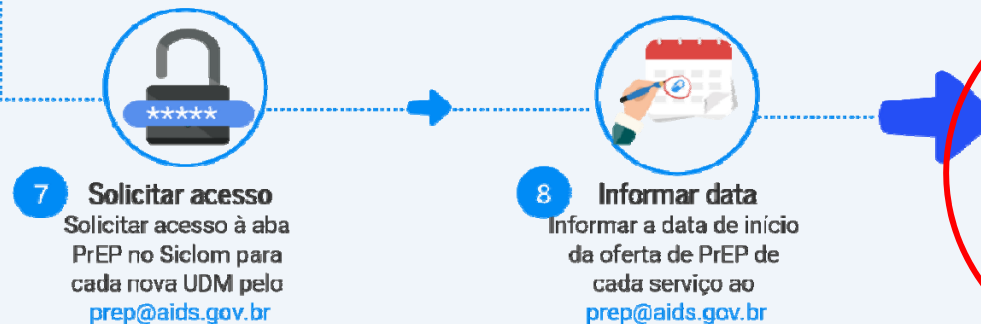 *****
7 Solicitar acesso
Solicitar acesso à aba
PrEP no Siclom para
cada nova UDM pelo
prep@aids.gov.br
8 Informar data
Informar a data de início
da oferta de PrEP de
cada serviço ao
prep@aids.gov.br